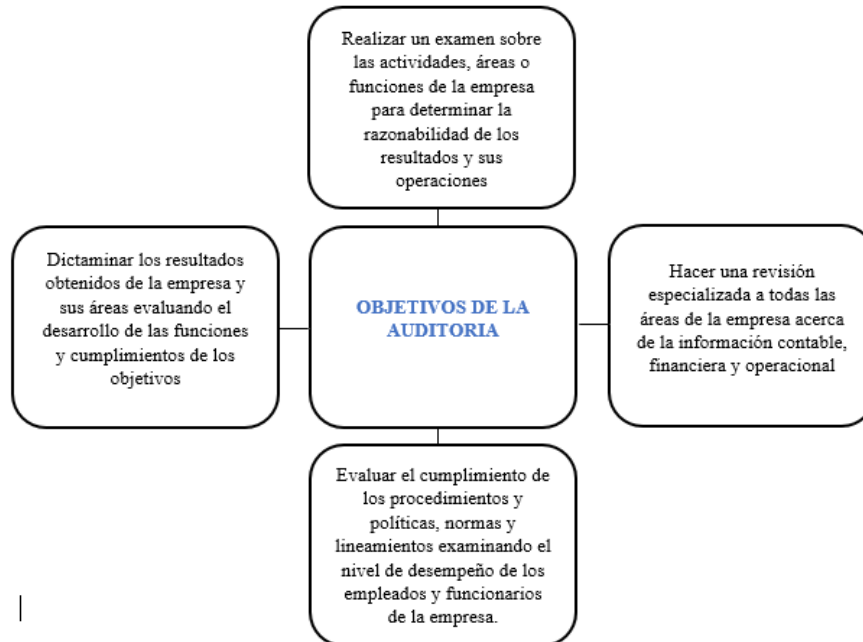 Realizar un examen sobre
las actividades, áreas o
funciones de la empresa
para determinar la
razonabilidad de los
resultados y sus
operaciones
Dictaminar los resultados
obtenidos de la empresa y
sus áreas evaluando el
desarrollo de las funciones
y cumplimientos de los
objetivos
OBJETIVOS DE LA
AUDITORIA
Hacer una revisión
especializada a todas las
áreas de la empresa acerca
de la información contable,
financiera y operacional
Evaluar el cumplimiento de
los procedimientos y
políticas, normas y
lineamientos examinando el
nivel de desempeño de los
empleados y funcionarios
de la empresa.